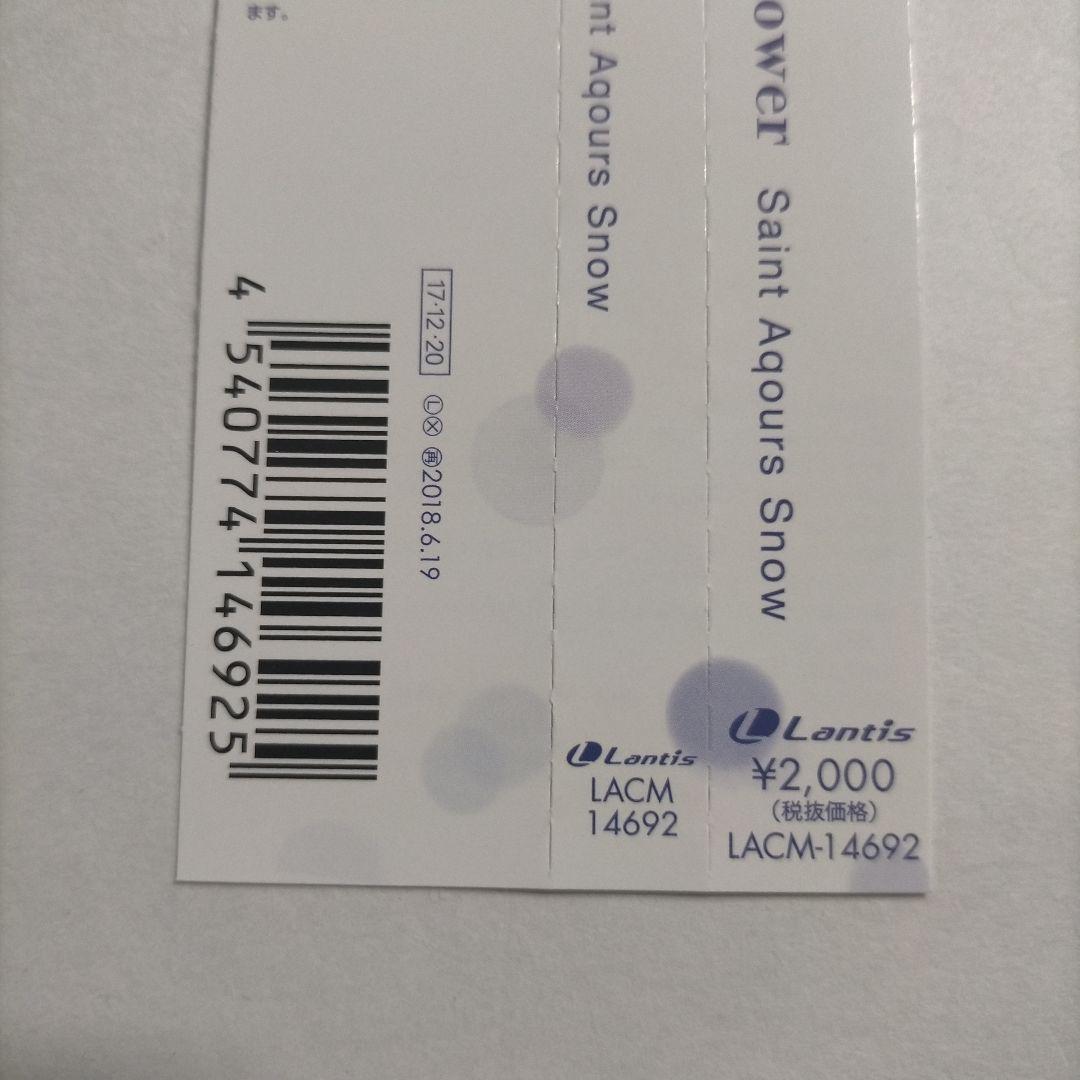 ます。
4 540774 146925
17・12・20
Ⓛ Ⓧ ㊢2018.6.19
nt Aqours Snow
Lantis
LACM
14692
ower Saint Aqours Snow
Lantis
¥2,000
(税抜価格)
LACM-14692